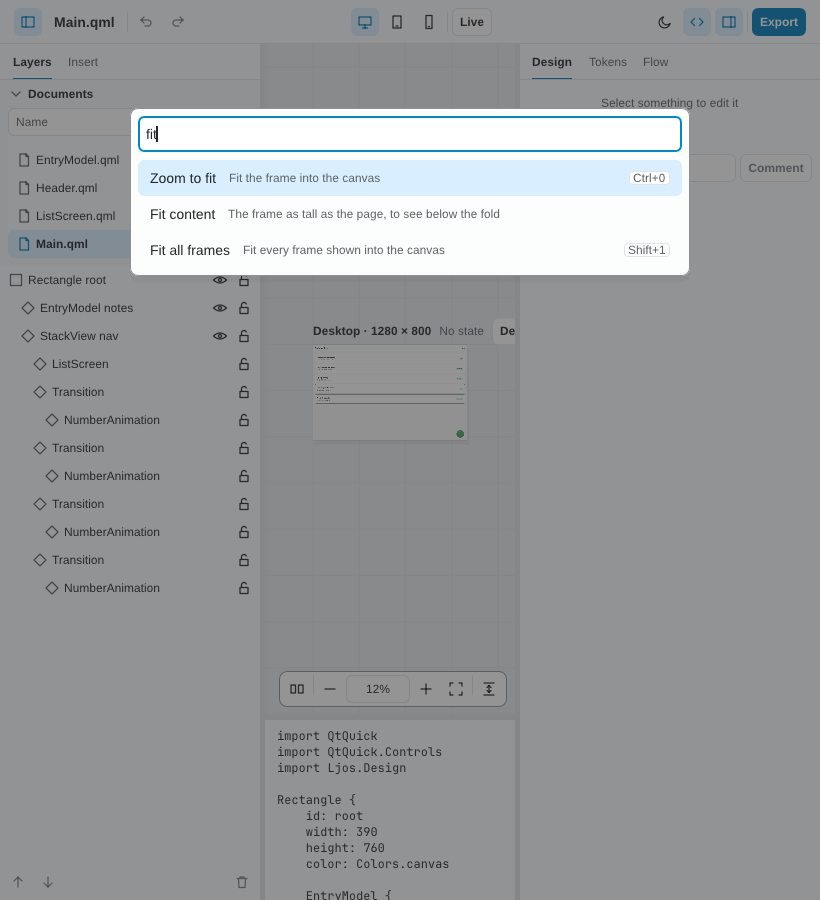 Main.qml
Live
Export
Layers
Insert
Design
Tokens
Flow
Documents
Select something to edit it
Name
fit
Comment
Zoom to fit Fit the frame into the canvas Ctrl+0
Fit content The frame as tall as the page, to see below the fold
Fit all frames Fit every frame shown into the canvas Shift+1
EntryModel.qml
Header.qml
ListScreen.qml
Main.qml
Rectangle root
EntryModel notes
StackView nav
ListScreen
Transition
NumberAnimation
Transition
NumberAnimation
Transition
NumberAnimation
Transition
NumberAnimation
Desktop · 1280 × 800 No state De
12%
import QtQuick
import QtQuick.Controls
import Ljos.Design
Rectangle {
id: root
width: 390
height: 760
color: Colors.canvas
EntryModel {